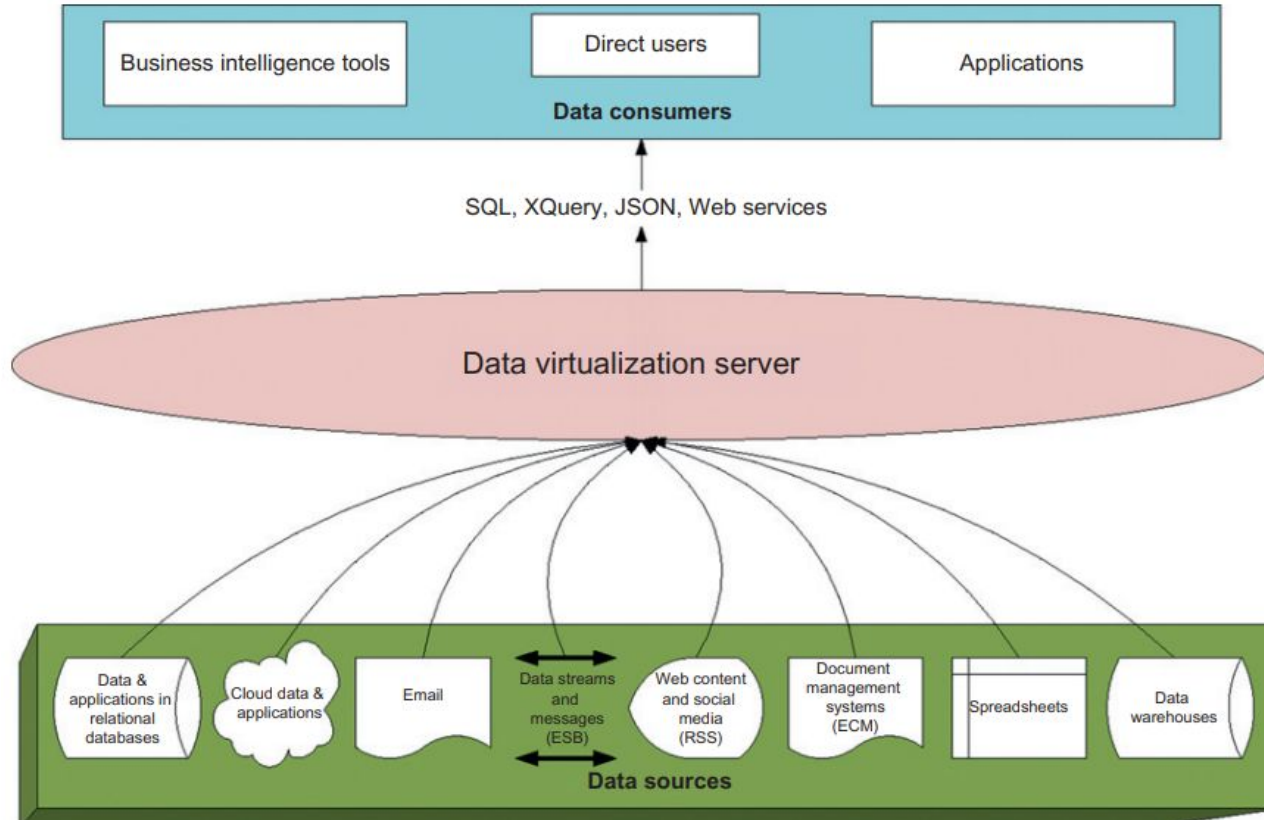 Business intelligence tools
Direct users
Applications
Data consumers
SQL, XQuery, JSON, Web services
Data virtualization server
Data &
applications in
relational
databases
Cloud data &
applications
Email
Data streams
and
messages
(ESB)
Web content
and social
media
(RSS)
Document
management
systems
(ECM)
Spreadsheets
Data
warehouses
Data sources